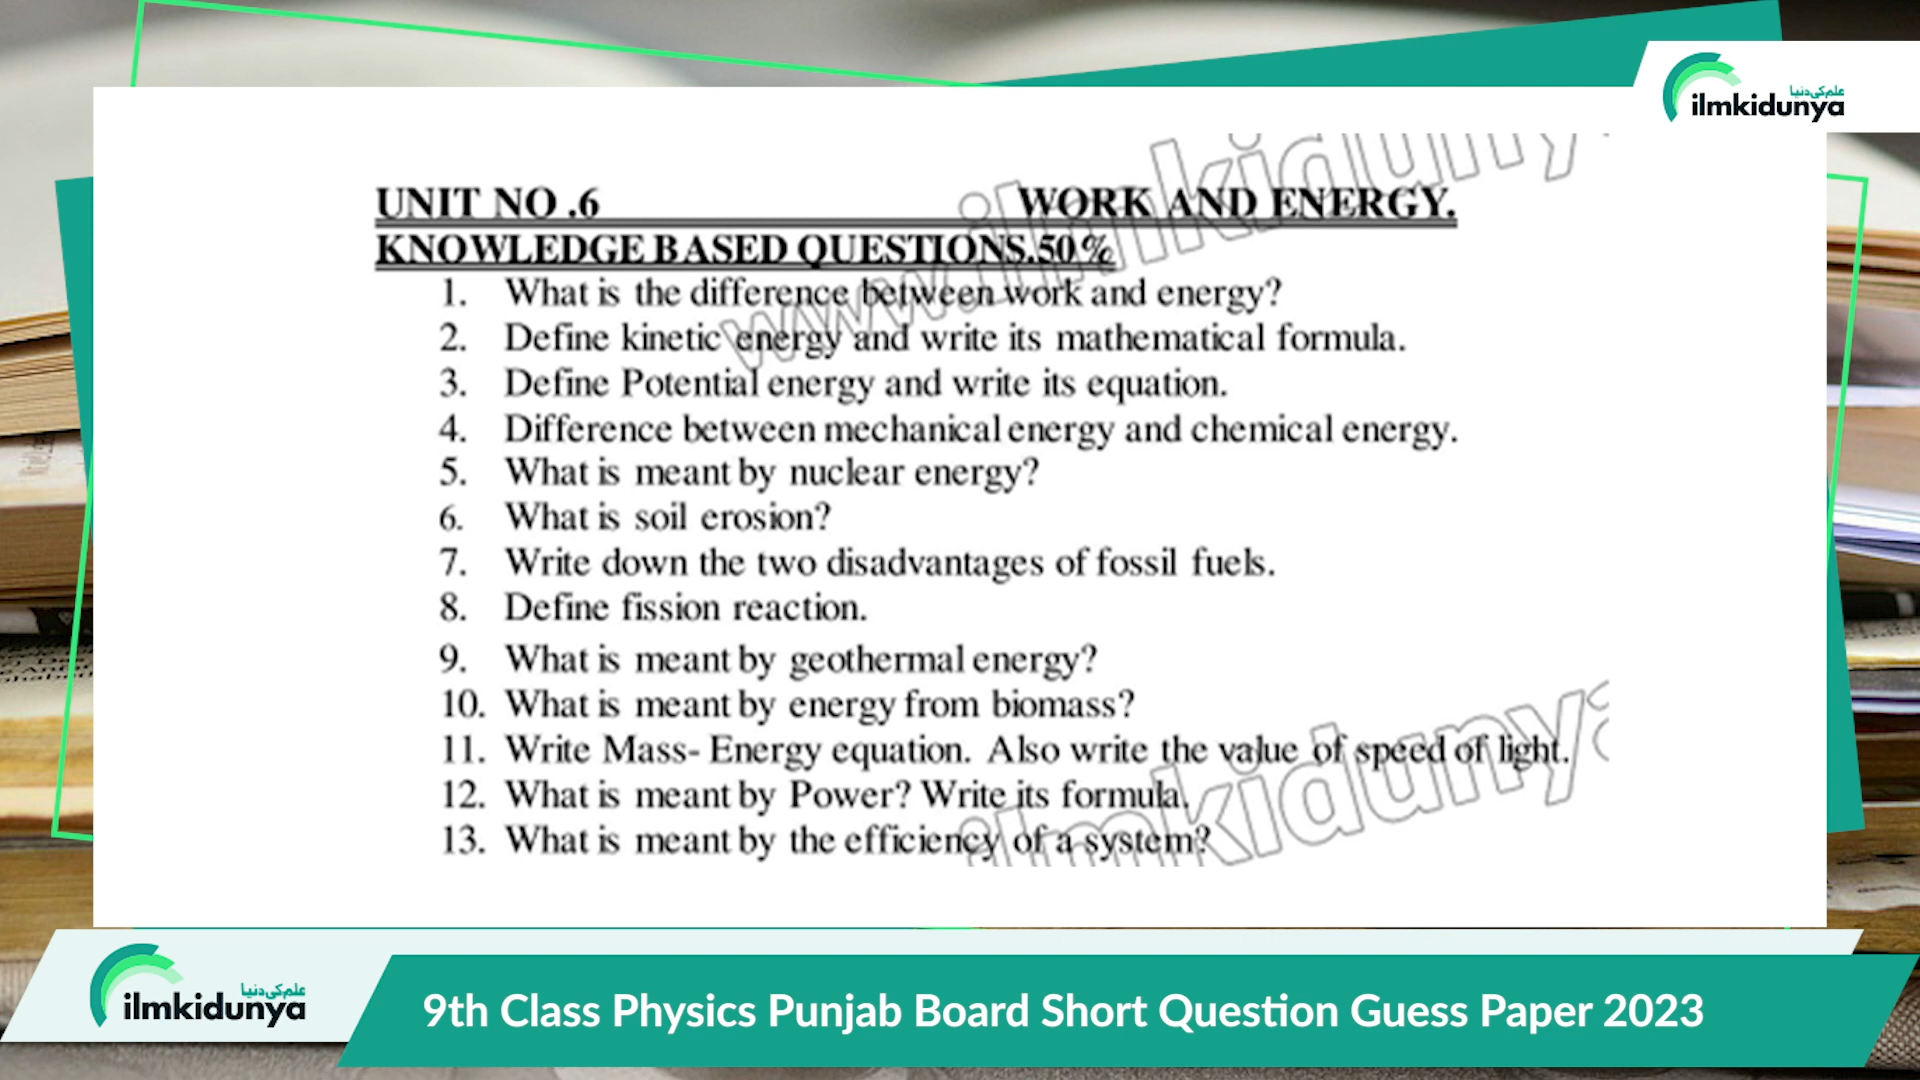 علم کی دنیا
ilmkidunya
UNIT NO .6 WORK AND ENERGY.
KNOWLEDGE BASED QUESTIONS.50%
1. What is the difference between work and energy?
2. Define kinetic energy and write its mathematical formula.
3. Define Potential energy and write its equation.
4. Difference between mechanical energy and chemical energy.
5. What is meant by nuclear energy?
6. What is soil erosion?
7. Write down the two disadvantages of fossil fuels.
8. Define fission reaction.
9. What is meant by geothermal energy?
10. What is meant by energy from biomass?
11. Write Mass- Energy equation. Also write the value of speed of light.
12. What is meant by Power? Write its formula.
13. What is meant by the efficiency of a system?
www.ilmkidunya
ilmkidunya
علم کی دنیا
ilmkidunya
9th Class Physics Punjab Board Short Question Guess Paper 2023